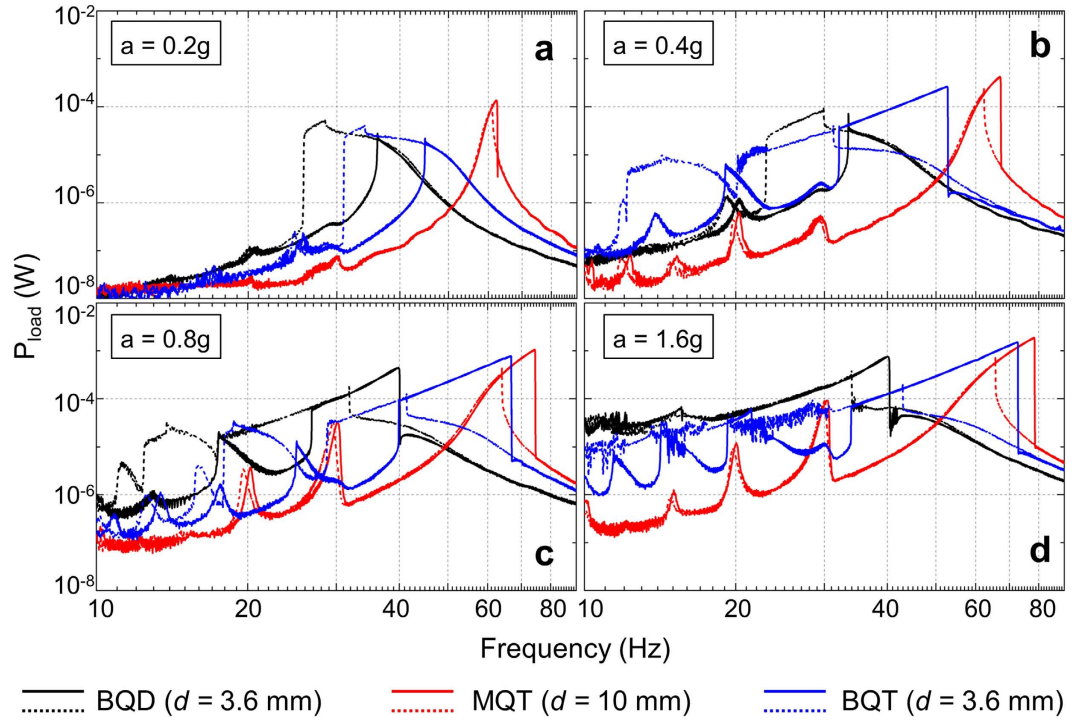 10⁻² 10⁻⁴ 10⁻⁶ 10⁻⁸
a = 0.2g a
a = 0.4g b
P_load (W)
10⁻² 10⁻⁴ 10⁻⁶ 10⁻⁸
a = 0.8g c
a = 1.6g d
10 20 40 60 80 10 20 40 60 80
Frequency (Hz)
BQD (d = 3.6 mm) MQT (d = 10 mm) BQT (d = 3.6 mm)